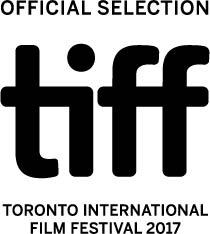 OFFICIAL SELECTION
tiff
TORONTO INTERNATIONAL
FILM FESTIVAL 2017